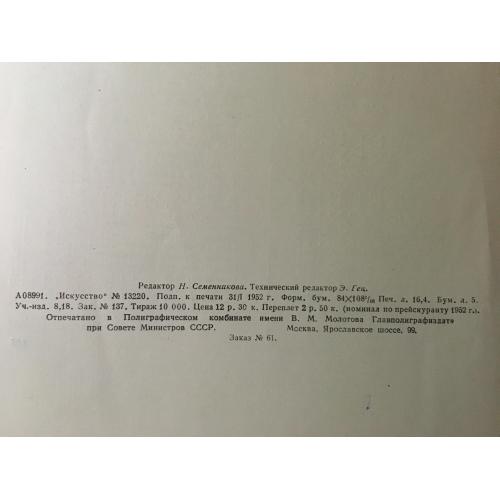 Редактор Н. Семенникова. Технический редактор Э. Гец.
А08991. „Искусство" № 13220. Подп. к печати 31/I 1952 г. Форм. бум. 84×108¹/₁₆ Печ. л. 16,4. Бум. л. 5.
Уч.-изд. 8,18. Зак. № 137. Тираж 10 000. Цена 12 р. 30 к. Переплет 2 р. 50 к. (номинал по прейскуранту 1952 г.).
Отпечатано в Полиграфическом комбинате имени В. М. Молотова Главполиграфиздат»
при Совете Министров СССР. Москва, Ярославское шоссе, 99.
Заказ № 61.